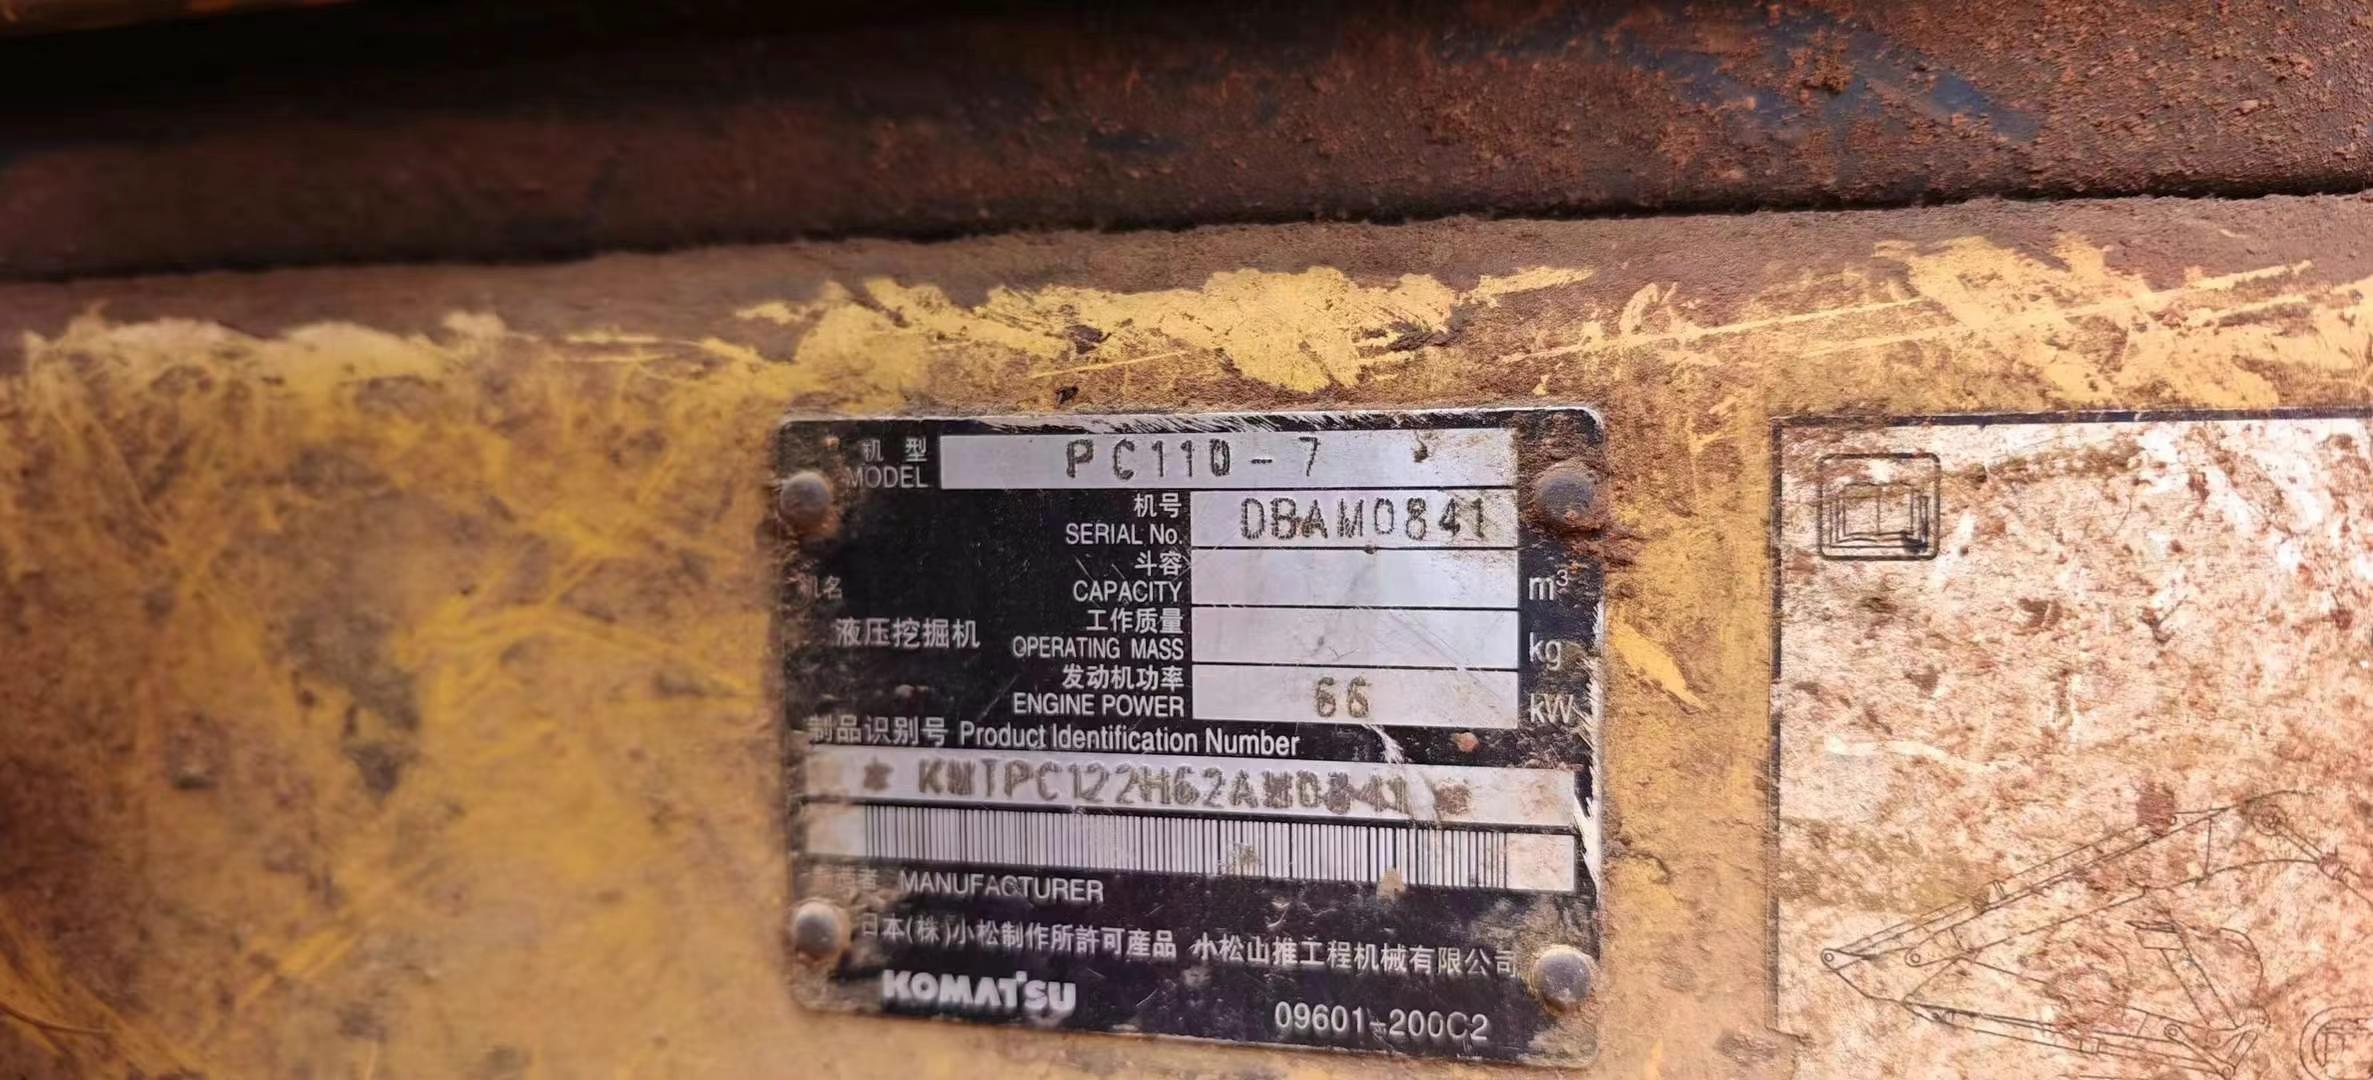 机 型
MODEL PC110-7
机号
SERIAL No. DBAM0841
斗容
CAPACITY m³
机名
工作质量
液压挖掘机 OPERATING MASS kg
发动机功率
ENGINE POWER 66 kW
制品识别号 Product Identification Number
* KMTPC122H62AM0841 *
MANUFACTURER
日本(株)小松制作所許可産品 小松山推工程机械有限公司
KOMATSU 09601-200C2